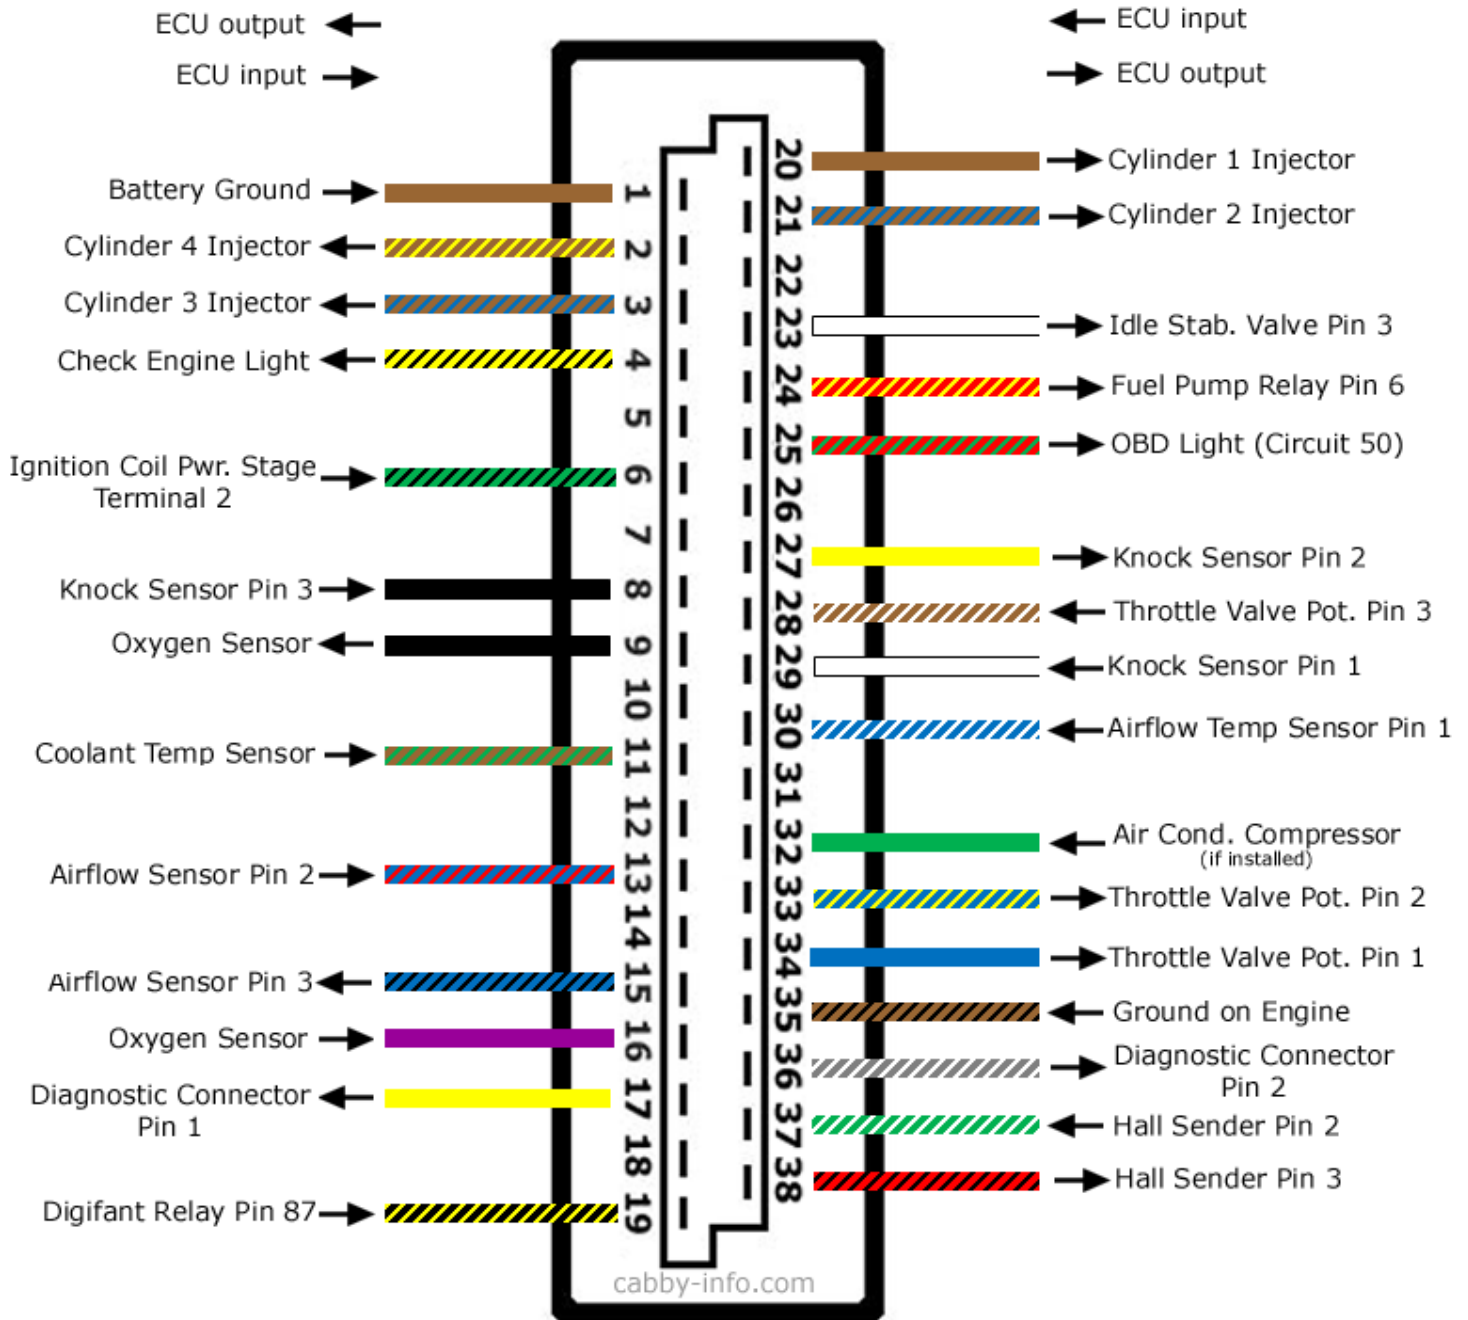 ECU output
ECU input
ECU input
ECU output
Battery Ground
Cylinder 4 Injector
Cylinder 3 Injector
Check Engine Light
Ignition Coil Pwr. Stage
Terminal 2
Knock Sensor Pin 3
Oxygen Sensor
Coolant Temp Sensor
Airflow Sensor Pin 2
Airflow Sensor Pin 3
Oxygen Sensor
Diagnostic Connector
Pin 1
Digifant Relay Pin 87
1
2
3
4
5
6
7
8
9
10
11
12
13
14
15
16
17
18
19
20
21
22
23
24
25
26
27
28
29
30
31
32
33
34
35
36
37
38
Cylinder 1 Injector
Cylinder 2 Injector
Idle Stab. Valve Pin 3
Fuel Pump Relay Pin 6
OBD Light (Circuit 50)
Knock Sensor Pin 2
Throttle Valve Pot. Pin 3
Knock Sensor Pin 1
Airflow Temp Sensor Pin 1
Air Cond. Compressor
(if installed)
Throttle Valve Pot. Pin 2
Throttle Valve Pot. Pin 1
Ground on Engine
Diagnostic Connector
Pin 2
Hall Sender Pin 2
Hall Sender Pin 3
cabby-info.com